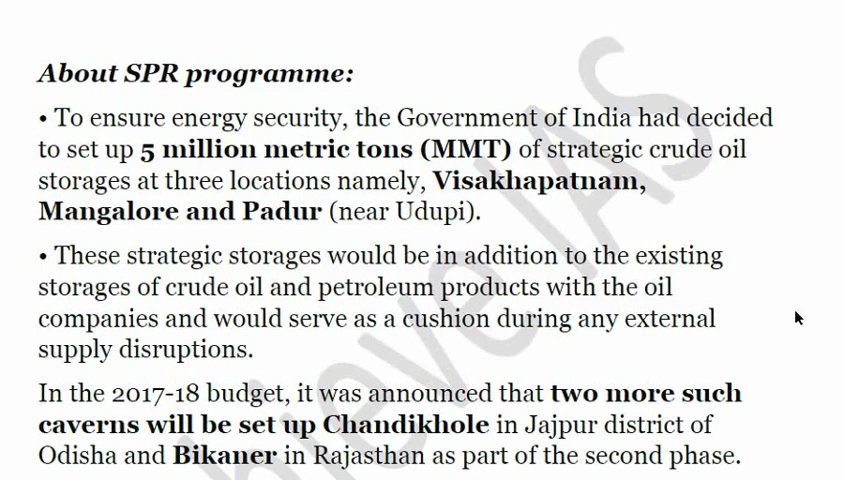 About SPR programme:
• To ensure energy security, the Government of India had decided
to set up 5 million metric tons (MMT) of strategic crude oil
storages at three locations namely, Visakhapatnam,
Mangalore and Padur (near Udupi).
• These strategic storages would be in addition to the existing
storages of crude oil and petroleum products with the oil
companies and would serve as a cushion during any external
supply disruptions.
In the 2017-18 budget, it was announced that two more such
caverns will be set up Chandikhole in Jajpur district of
Odisha and Bikaner in Rajasthan as part of the second phase.
hieve IAS